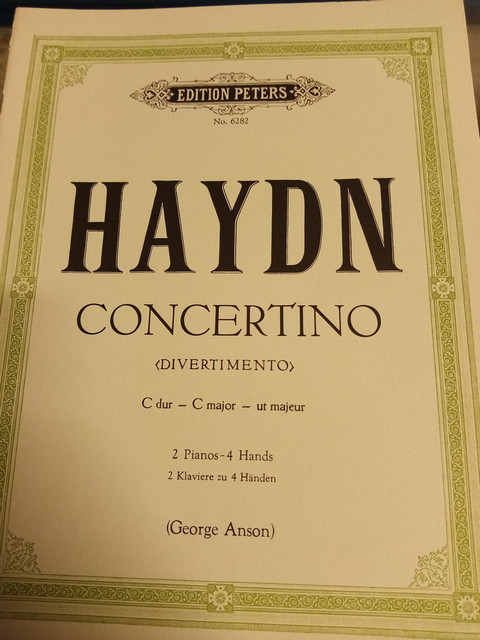 EDITION PETERS
No. 6282
HAYDN
CONCERTINO
‹DIVERTIMENTO›
C dur – C major – ut majeur
2 Pianos-4 Hands
2 Klaviere zu 4 Händen
(George Anson)